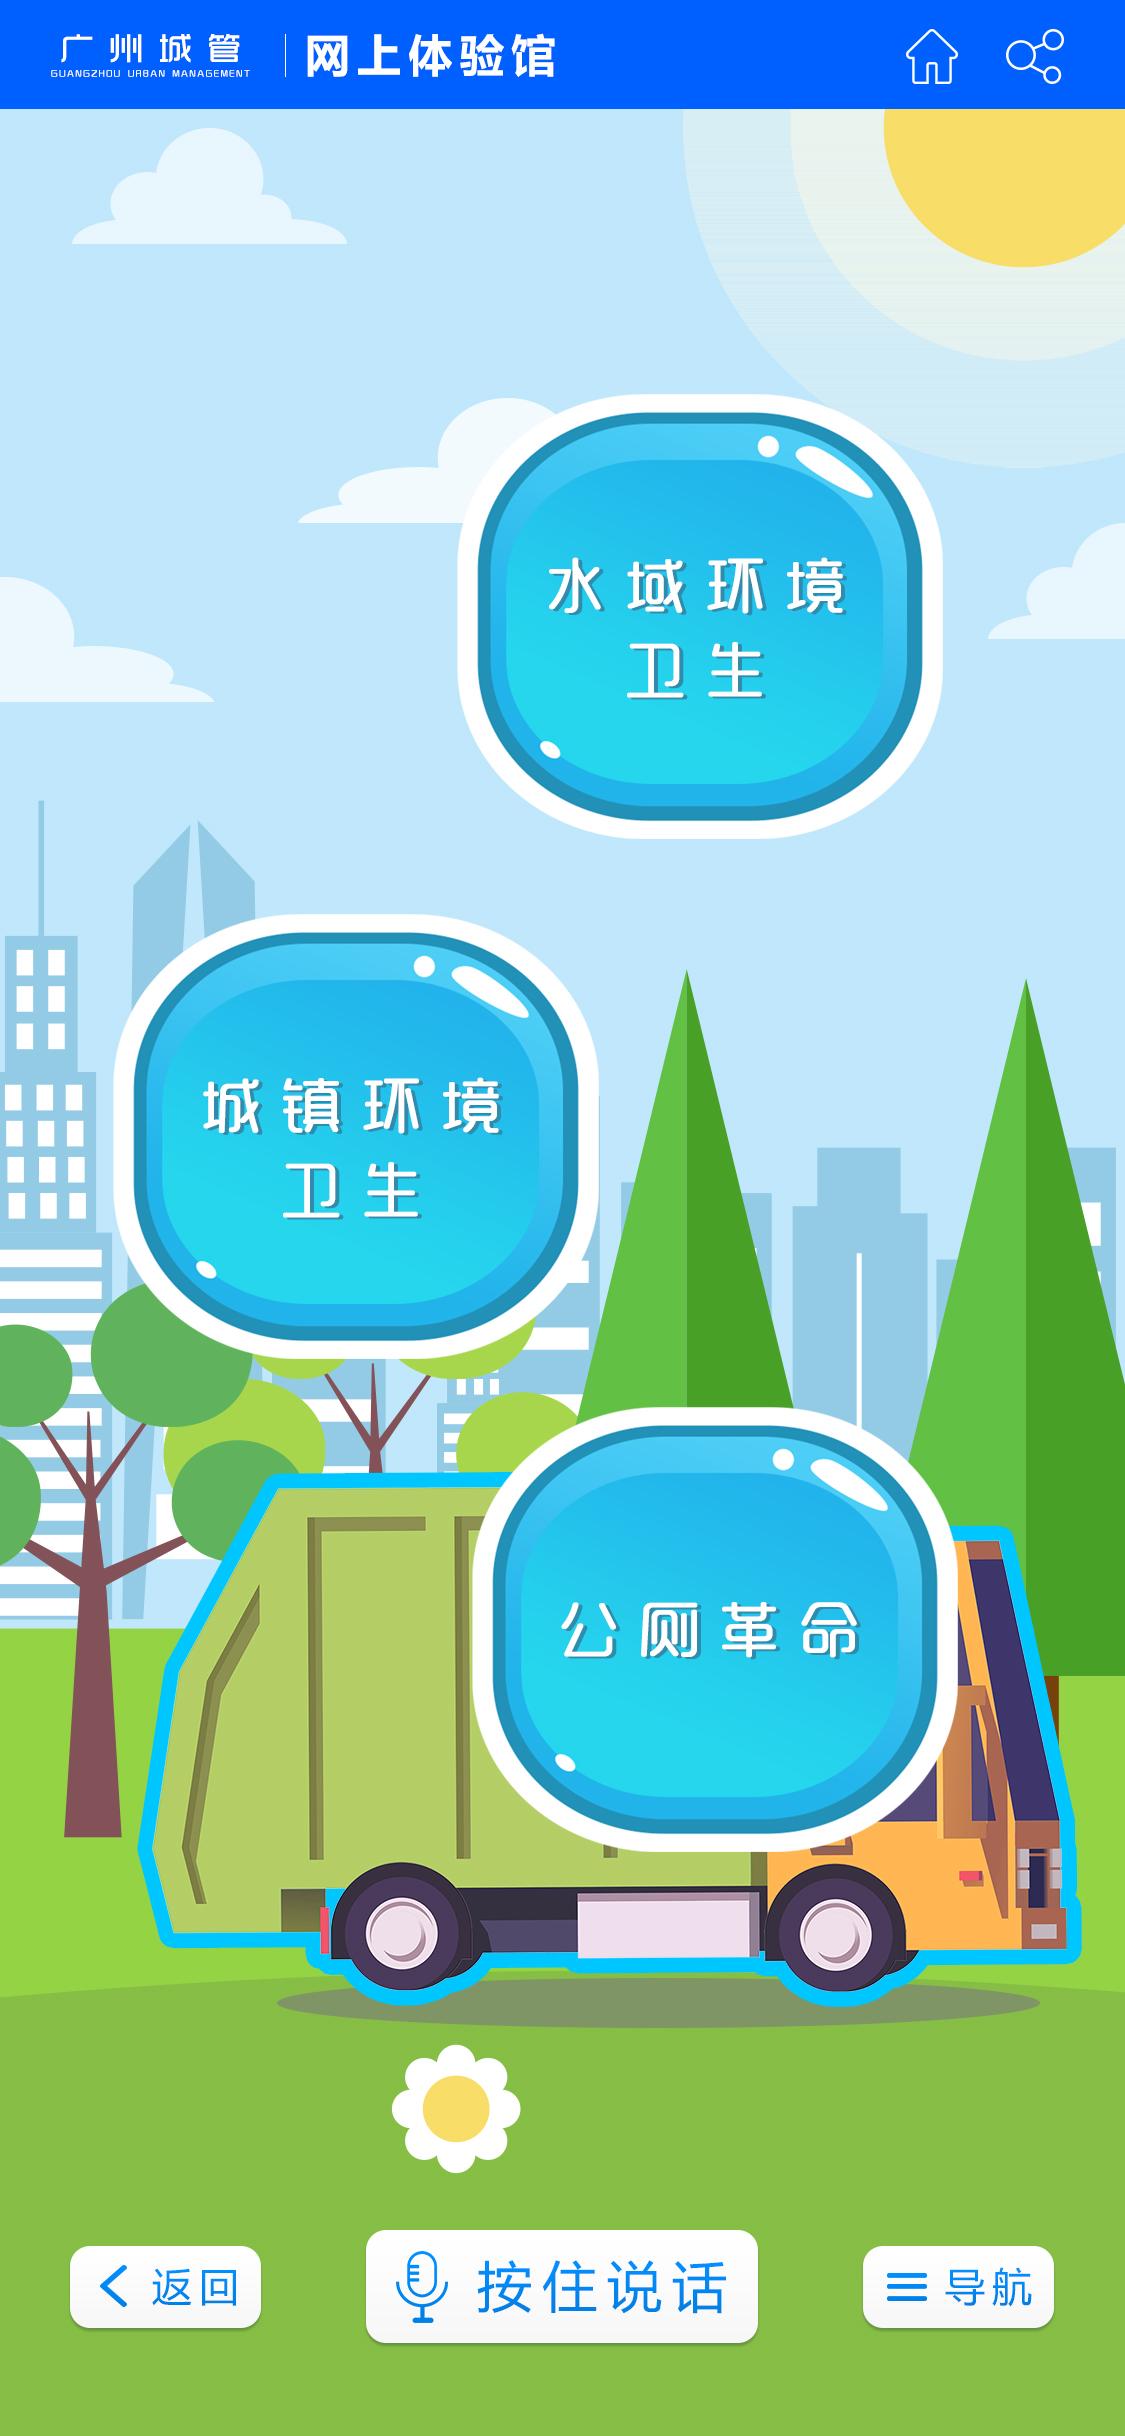 广州城管
GUANGZHOU URBAN MANAGEMENT
网上体验馆
水域环境
卫生
城镇环境
卫生
公厕革命
返回
按住说话
导航